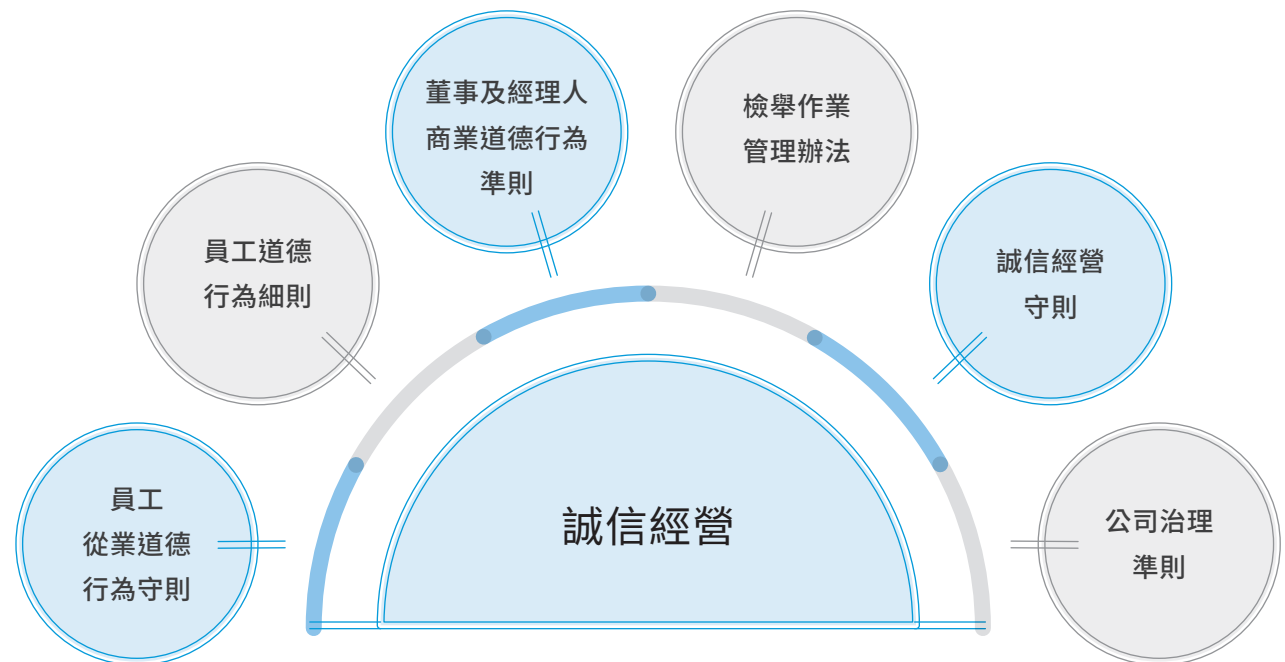 董事及經理人
商業道德行為
準則
檢舉作業
管理辦法
員工道德
行為細則
誠信經營
守則
員工
從業道德
行為守則
誠信經營
公司治理
準則